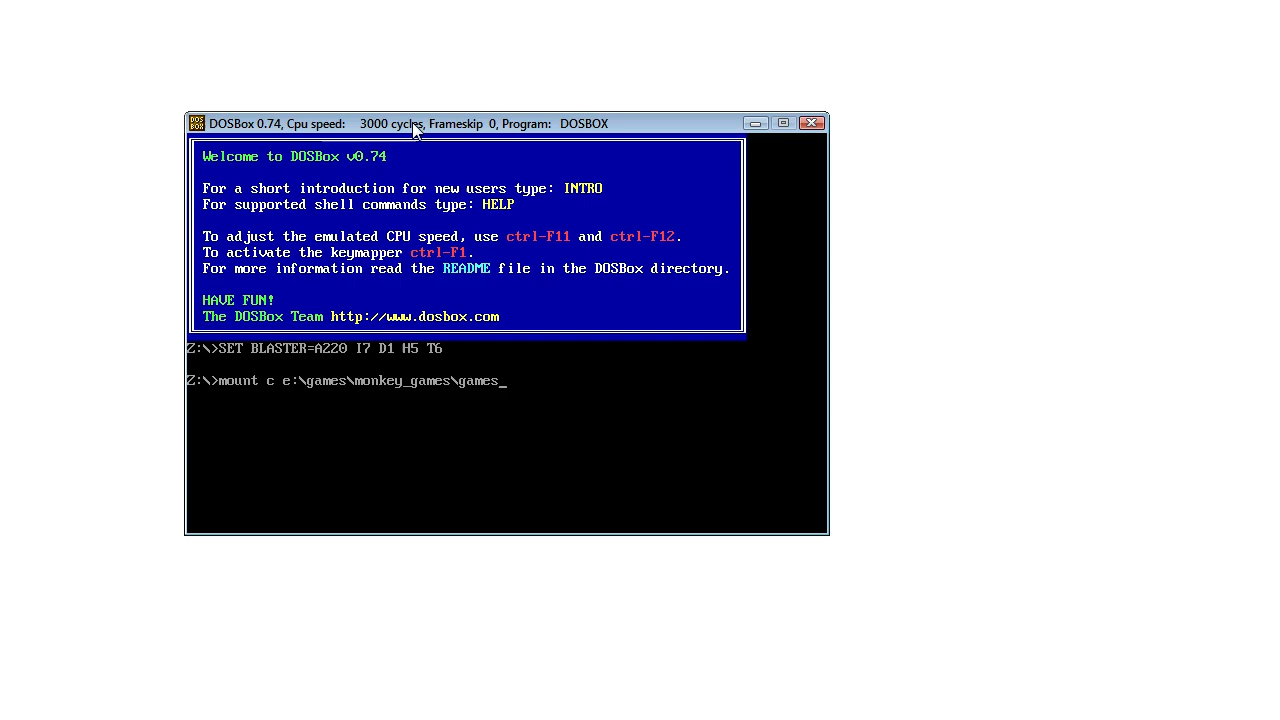 DOS BOX DOSBox 0.74, Cpu speed: 3000 cycles, Frameskip 0, Program: DOSBOX
Welcome to DOSBox v0.74
For a short introduction for new users type: INTRO
For supported shell commands type: HELP
To adjust the emulated CPU speed, use ctrl-F11 and ctrl-F12.
To activate the keymapper ctrl-F1.
For more information read the README file in the DOSBox directory.
HAVE FUN!
The DOSBox Team http://www.dosbox.com
Z:\>SET BLASTER=A220 I7 D1 H5 T6
Z:\>mount c e:\games\monkey_games\games_